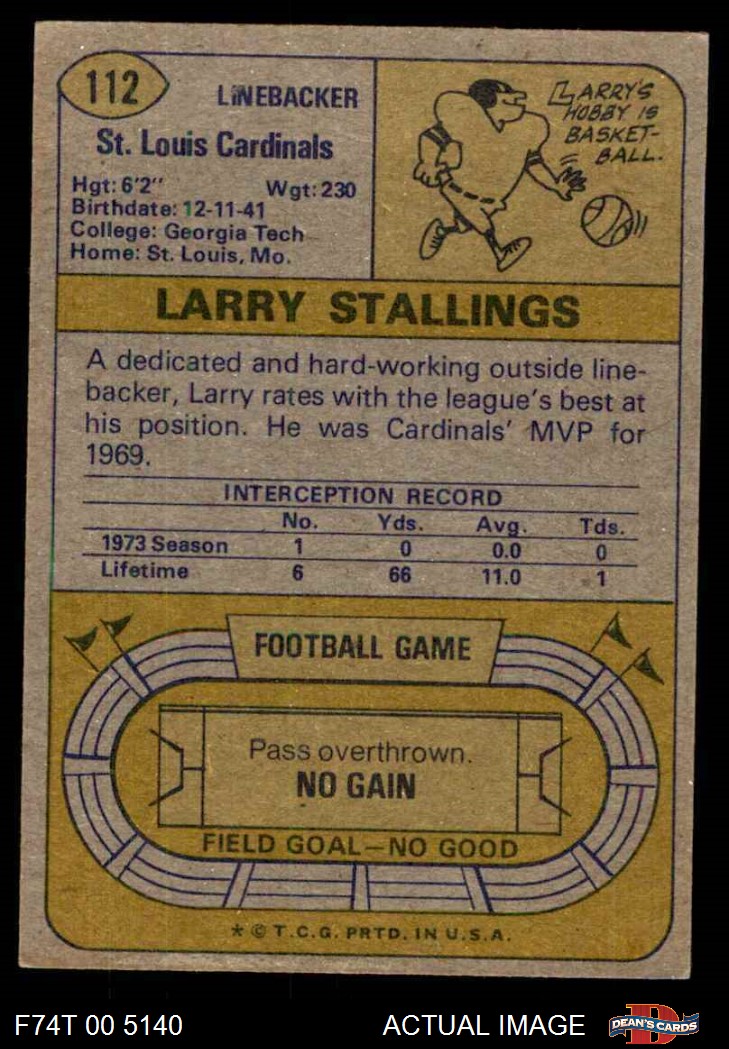 112
LINEBACKER
St. Louis Cardinals
Hgt: 6'2" Wgt: 230
Birthdate: 12-11-41
College: Georgia Tech
Home: St. Louis, Mo.
LARRY'S
HOBBY IS
BASKET-
BALL.
LARRY STALLINGS
A dedicated and hard-working outside line-
backer, Larry rates with the league's best at
his position. He was Cardinals' MVP for
1969.
INTERCEPTION RECORD
No. Yds. Avg. Tds.
1973 Season 1 0 0.0 0
Lifetime 6 66 11.0 1
FOOTBALL GAME
Pass overthrown.
NO GAIN
FIELD GOAL—NO GOOD
* © T.C.G. PRTD. IN U.S.A.
F74T 00 5140 ACTUAL IMAGE
D
DEAN'S CARDS